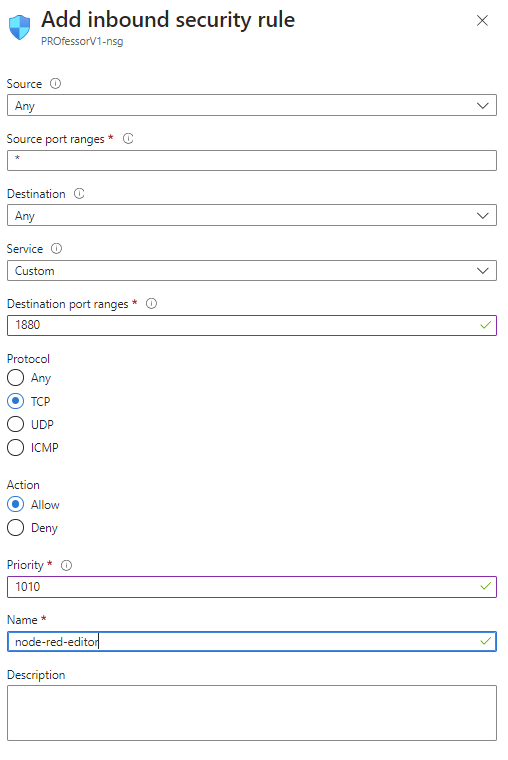 Add inbound security rule
PROfessorV1-nsg
Source
Any
Source port ranges *
*
Destination
Any
Service
Custom
Destination port ranges *
1880
Protocol
Any
TCP
UDP
ICMP
Action
Allow
Deny
Priority *
1010
Name *
node-red-editor
Description